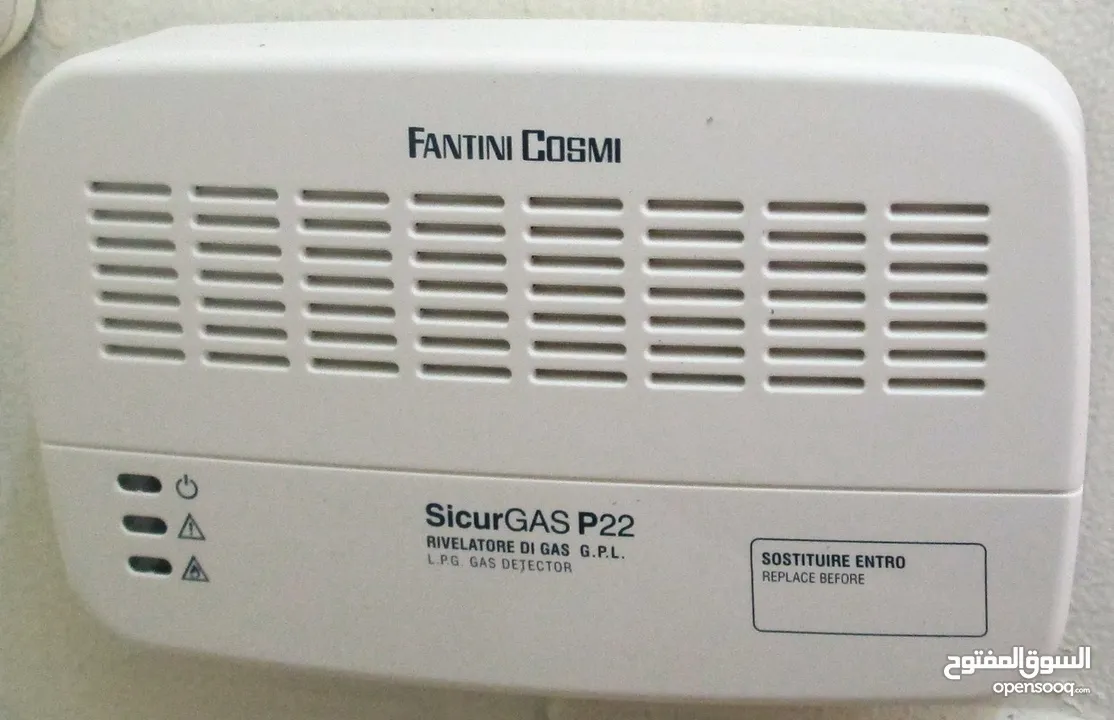 FANTINI COSMI
SicurGAS P22
RIVELATORE DI GAS G.P.L.
L.P.G. GAS DETECTOR
SOSTITUIRE ENTRO
REPLACE BEFORE
السوق المفتوح
opensooq.com